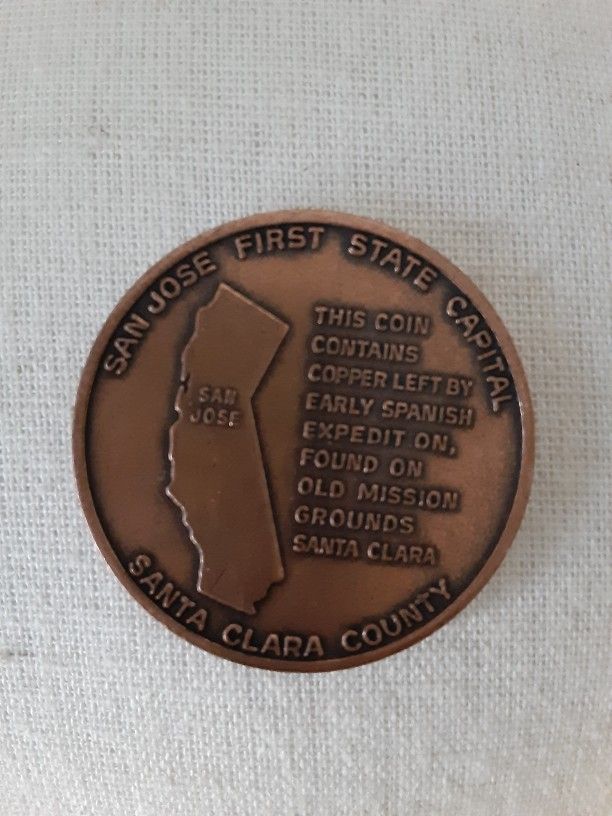 SAN JOSE FIRST STATE CAPITAL
SAN
JOSE
THIS COIN
CONTAINS
COPPER LEFT BY
EARLY SPANISH
EXPEDIT ON,
FOUND ON
OLD MISSION
GROUNDS
SANTA CLARA
SANTA CLARA COUNTY